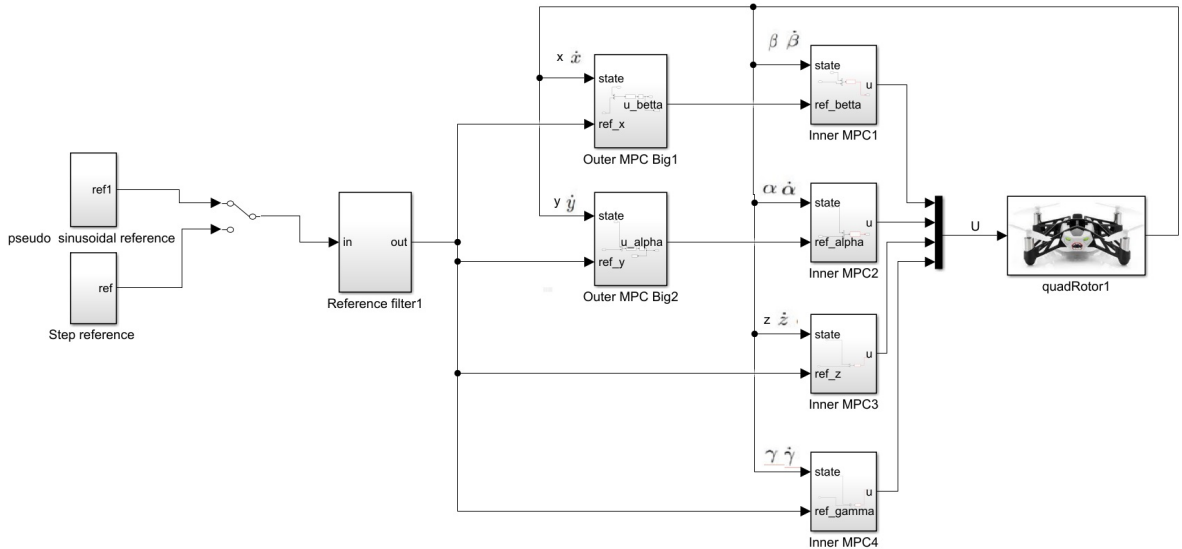 ref1
pseudo sinusoidal reference
ref
Step reference
in
out
Reference filter1
x ẋ
state
u_betta
ref_x
Outer MPC Big1
y ẏ
state
u_alpha
ref_y
Outer MPC Big2
β β̇
state
u
ref_betta
Inner MPC1
α α̇
state
u
ref_alpha
Inner MPC2
z ż
state
u
ref_z
Inner MPC3
γ γ̇
state
u
ref_gamma
Inner MPC4
U
quadRotor1